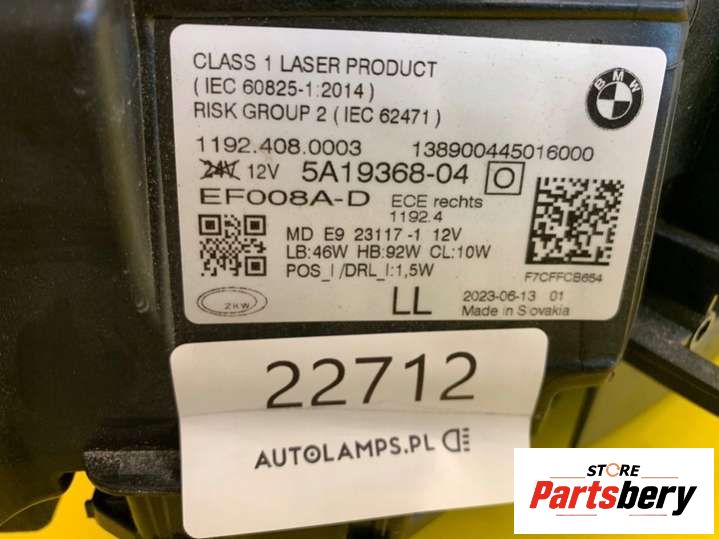 CLASS 1 LASER PRODUCT
( IEC 60825-1:2014 )
RISK GROUP 2 ( IEC 62471 )
BMW
1192.408.0003 138900445016000
24V 12V 5A19368-04
EF008A-D ECE rechts
1192.4
MD E9 23117 -1 12V
LB:46W HB:92W CL:10W
POS_I /DRL_I:1,5W
F7CFFCB654
ZKW
LL 2023-06-13 01
Made in Slovakia
22712
AUTOLAMPS.PL
STORE
Partsbery